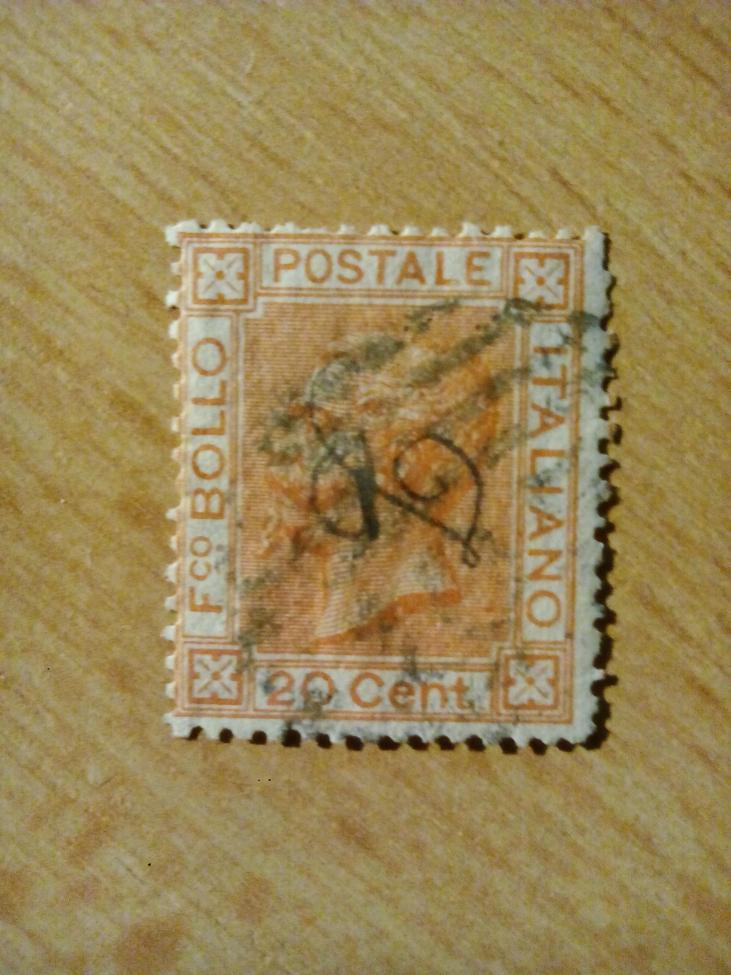 POSTALE
Fco BOLLO
ITALIANO
20 Cent.